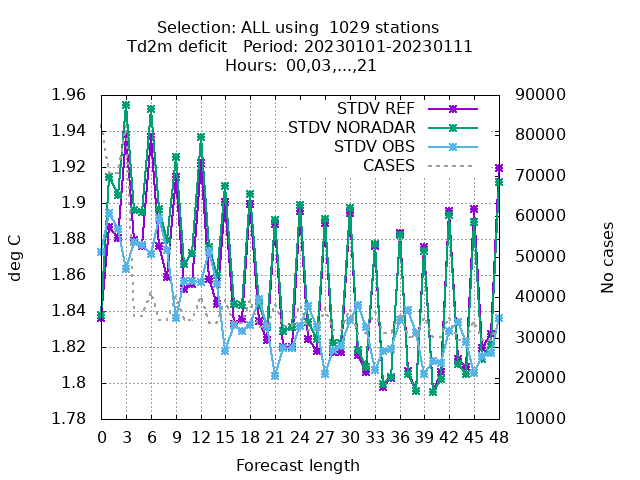 Selection: ALL using  1029 stations
Td2m deficit   Period: 20230101-20230111
Hours:  00,03,...,21
STDV REF
STDV NORADAR
STDV OBS
CASES
1.96
1.94
1.92
1.9
1.88
1.86
1.84
1.82
1.8
1.78
90000
80000
70000
60000
50000
40000
30000
20000
10000
deg C
No cases
0 3 6 9 12 15 18 21 24 27 30 33 36 39 42 45 48
Forecast length